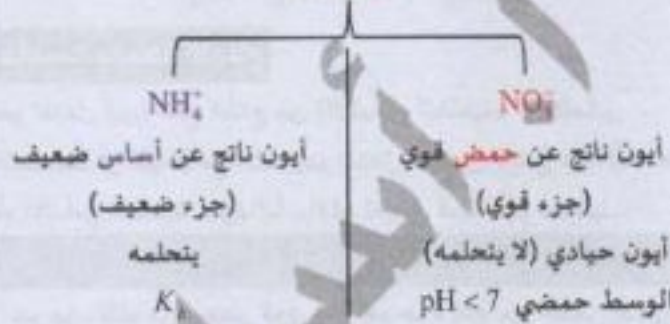 NO₃⁻
أيون ناتج عن حمض قوي
(جزء قوي)
أيون حيادي (لا يتحلمه)
الوسط حمضي pH < 7
NH₄⁺
أيون ناتج عن أساس ضعيف
(جزء ضعيف)
يتحلمه